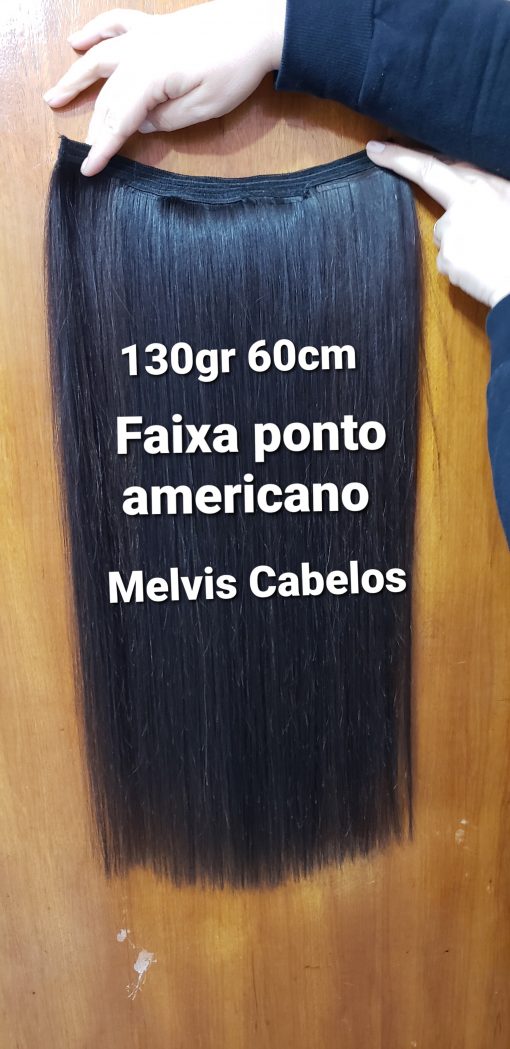 130gr 60cm
Faixa ponto
americano
Melvis Cabelos